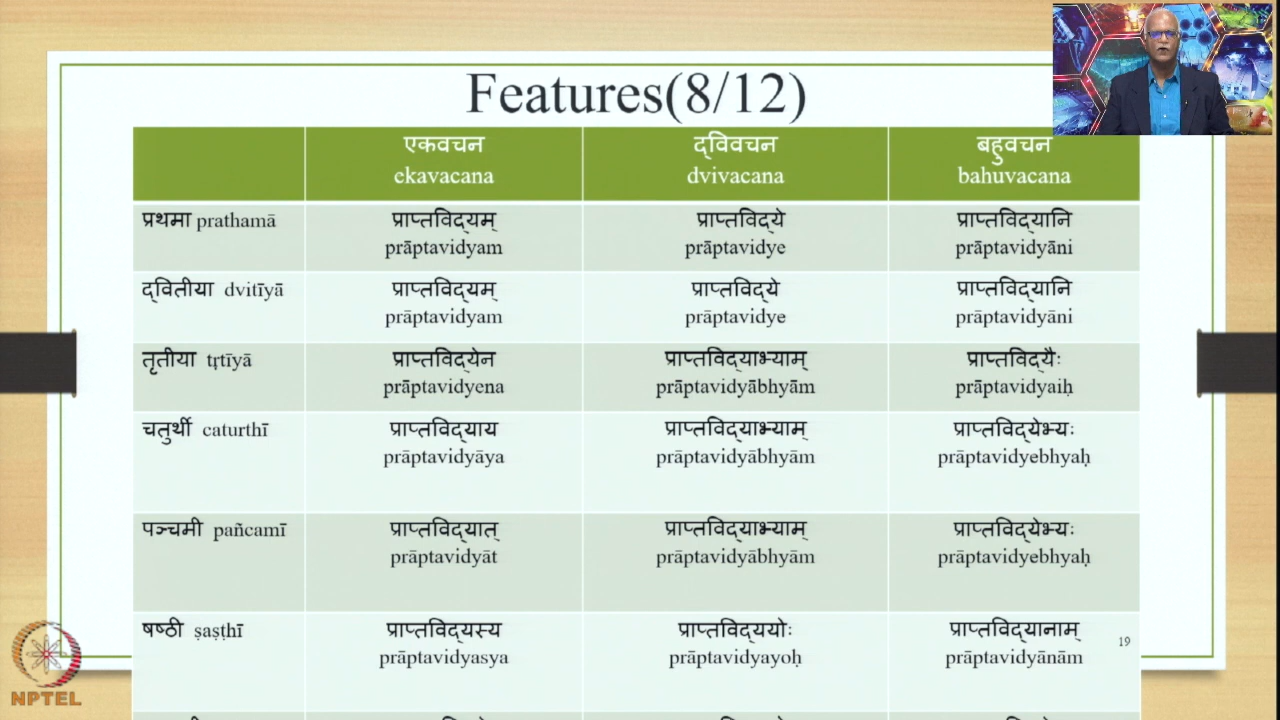 Features(8/12)
एकवचन द्विवचन बहुवचन
ekavacana dvivacana bahuvacana
प्रथमा prathamā प्राप्तविद्यम् प्राप्तविद्ये प्राप्तविद्यानि
prāptavidyam prāptavidye prāptavidyāni
द्वितीया dvitīyā प्राप्तविद्यम् प्राप्तविद्ये प्राप्तविद्यानि
prāptavidyam prāptavidye prāptavidyāni
तृतीया tṛtīyā प्राप्तविद्येन प्राप्तविद्याभ्याम् प्राप्तविद्यैः
prāptavidyena prāptavidyābhyām prāptavidyaiḥ
चतुर्थी caturthī प्राप्तविद्याय प्राप्तविद्याभ्याम् प्राप्तविद्येभ्यः
prāptavidyāya prāptavidyābhyām prāptavidyebhyaḥ
पञ्चमी pañcamī प्राप्तविद्यात् प्राप्तविद्याभ्याम् प्राप्तविद्येभ्यः
prāptavidyāt prāptavidyābhyām prāptavidyebhyaḥ
षष्ठी ṣaṣṭhī प्राप्तविद्यस्य प्राप्तविद्ययोः प्राप्तविद्यानाम्
prāptavidyasya prāptavidyayoḥ prāptavidyānām
19
NPTEL